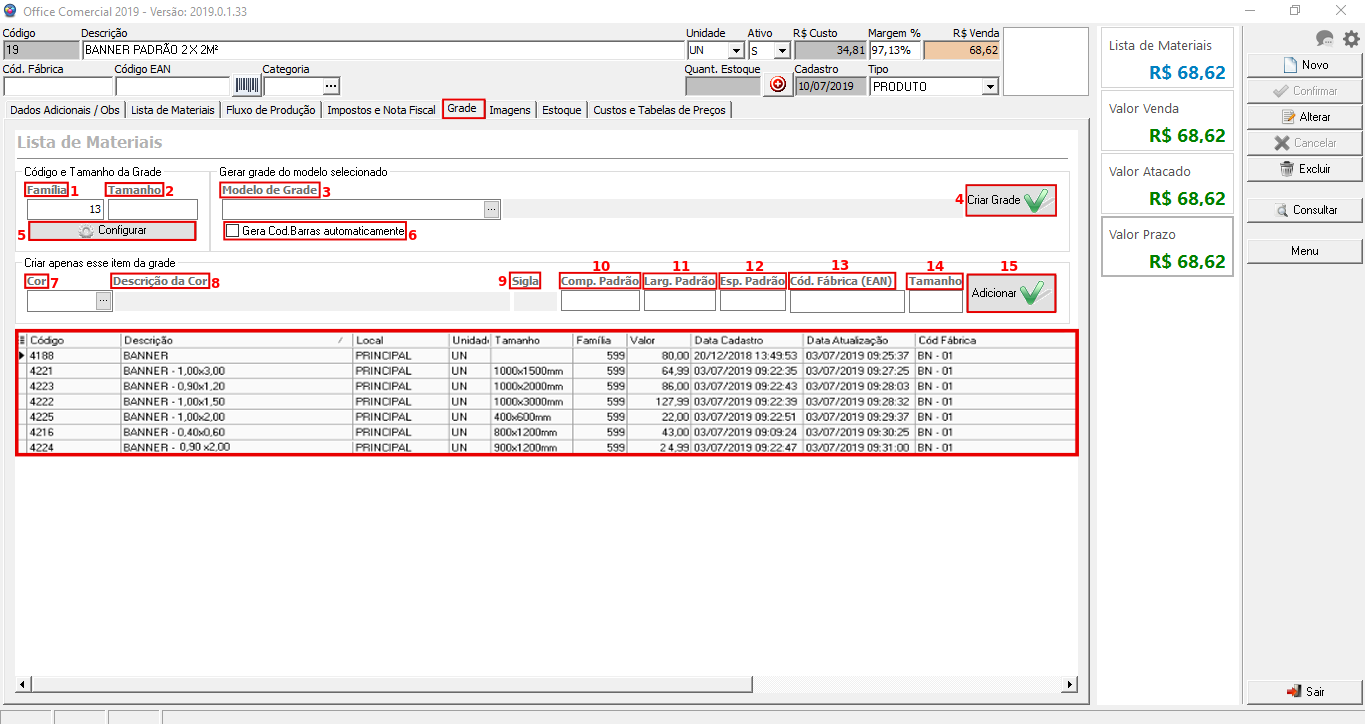 Office Comercial 2019 - Versão: 2019.0.1.33
Código Descrição Unidade Ativo R$ Custo Margem % R$ Venda
19 BANNER PADRÃO 2 X 2M² UN S 34,81 97,13% 68,62
Cód. Fábrica Código EAN Categoria Quant. Estoque Cadastro Tipo
... 10/07/2019 PRODUTO
Dados Adicionais / Obs Lista de Materiais Fluxo de Produção Impostos e Nota Fiscal Grade Imagens Estoque Custos e Tabelas de Preços
Lista de Materiais
Código e Tamanho da Grade Gerar grade do modelo selecionado
Família 1 Tamanho 2 Modelo de Grade 3
13 ... 4 Criar Grade
5 Configurar Gera Cod.Barras automaticamente 6
Criar apenas esse item da grade
10 11 12 13 14 15
Cor 7 Descrição da Cor 8 9 Sigla Comp. Padrão Larg. Padrão Esp. Padrão Cód. Fábrica (EAN) Tamanho
... Adicionar
Código Descrição Local Unidade Tamanho Família Valor Data Cadastro Data Atualização Cód Fábrica
4188 BANNER PRINCIPAL UN 599 80,00 20/12/2018 13:49:53 03/07/2019 09:25:37 BN - 01
4221 BANNER - 1,00x3,00 PRINCIPAL UN 1000x1500mm 599 64,99 03/07/2019 09:22:35 03/07/2019 09:27:25 BN - 01
4223 BANNER - 0,90x1,20 PRINCIPAL UN 1000x2000mm 599 86,00 03/07/2019 09:22:43 03/07/2019 09:28:03 BN - 01
4222 BANNER - 1,00x1,50 PRINCIPAL UN 1000x3000mm 599 127,99 03/07/2019 09:22:39 03/07/2019 09:28:32 BN - 01
4225 BANNER - 1,00x2,00 PRINCIPAL UN 400x600mm 599 22,00 03/07/2019 09:22:51 03/07/2019 09:29:37 BN - 01
4216 BANNER - 0,40x0,60 PRINCIPAL UN 800x1200mm 599 43,00 03/07/2019 09:09:24 03/07/2019 09:30:25 BN - 01
4224 BANNER - 0,90 x2,00 PRINCIPAL UN 900x1200mm 599 24,99 03/07/2019 09:22:47 03/07/2019 09:31:00 BN - 01
Lista de Materiais
R$ 68,62
Valor Venda
R$ 68,62
Valor Atacado
R$ 68,62
Valor Prazo
R$ 68,62
Novo
Confirmar
Alterar
Cancelar
Excluir
Consultar
Menu
Sair